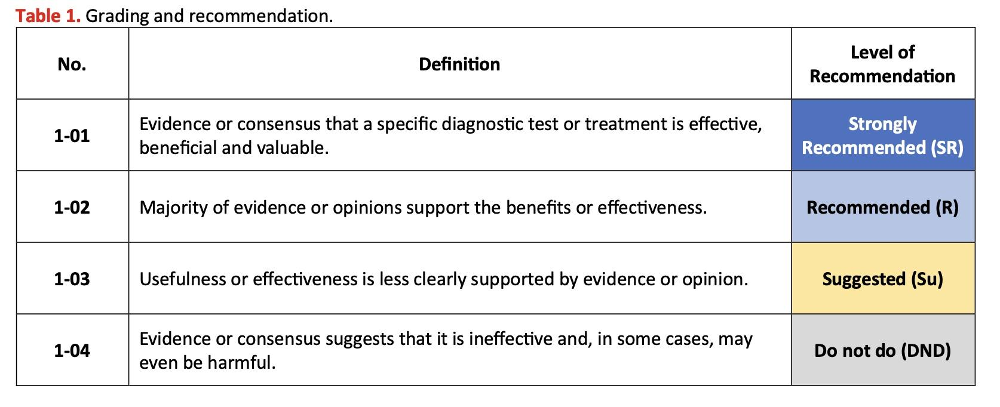 Table 1. Grading and recommendation.
No.
Definition
Level of
Recommendation
1-01
Evidence or consensus that a specific diagnostic test or treatment is effective,
beneficial and valuable.
Strongly
Recommended (SR)
1-02
Majority of evidence or opinions support the benefits or effectiveness.
Recommended (R)
1-03
Usefulness or effectiveness is less clearly supported by evidence or opinion.
Suggested (Su)
1-04
Evidence or consensus suggests that it is ineffective and, in some cases, may
even be harmful.
Do not do (DND)